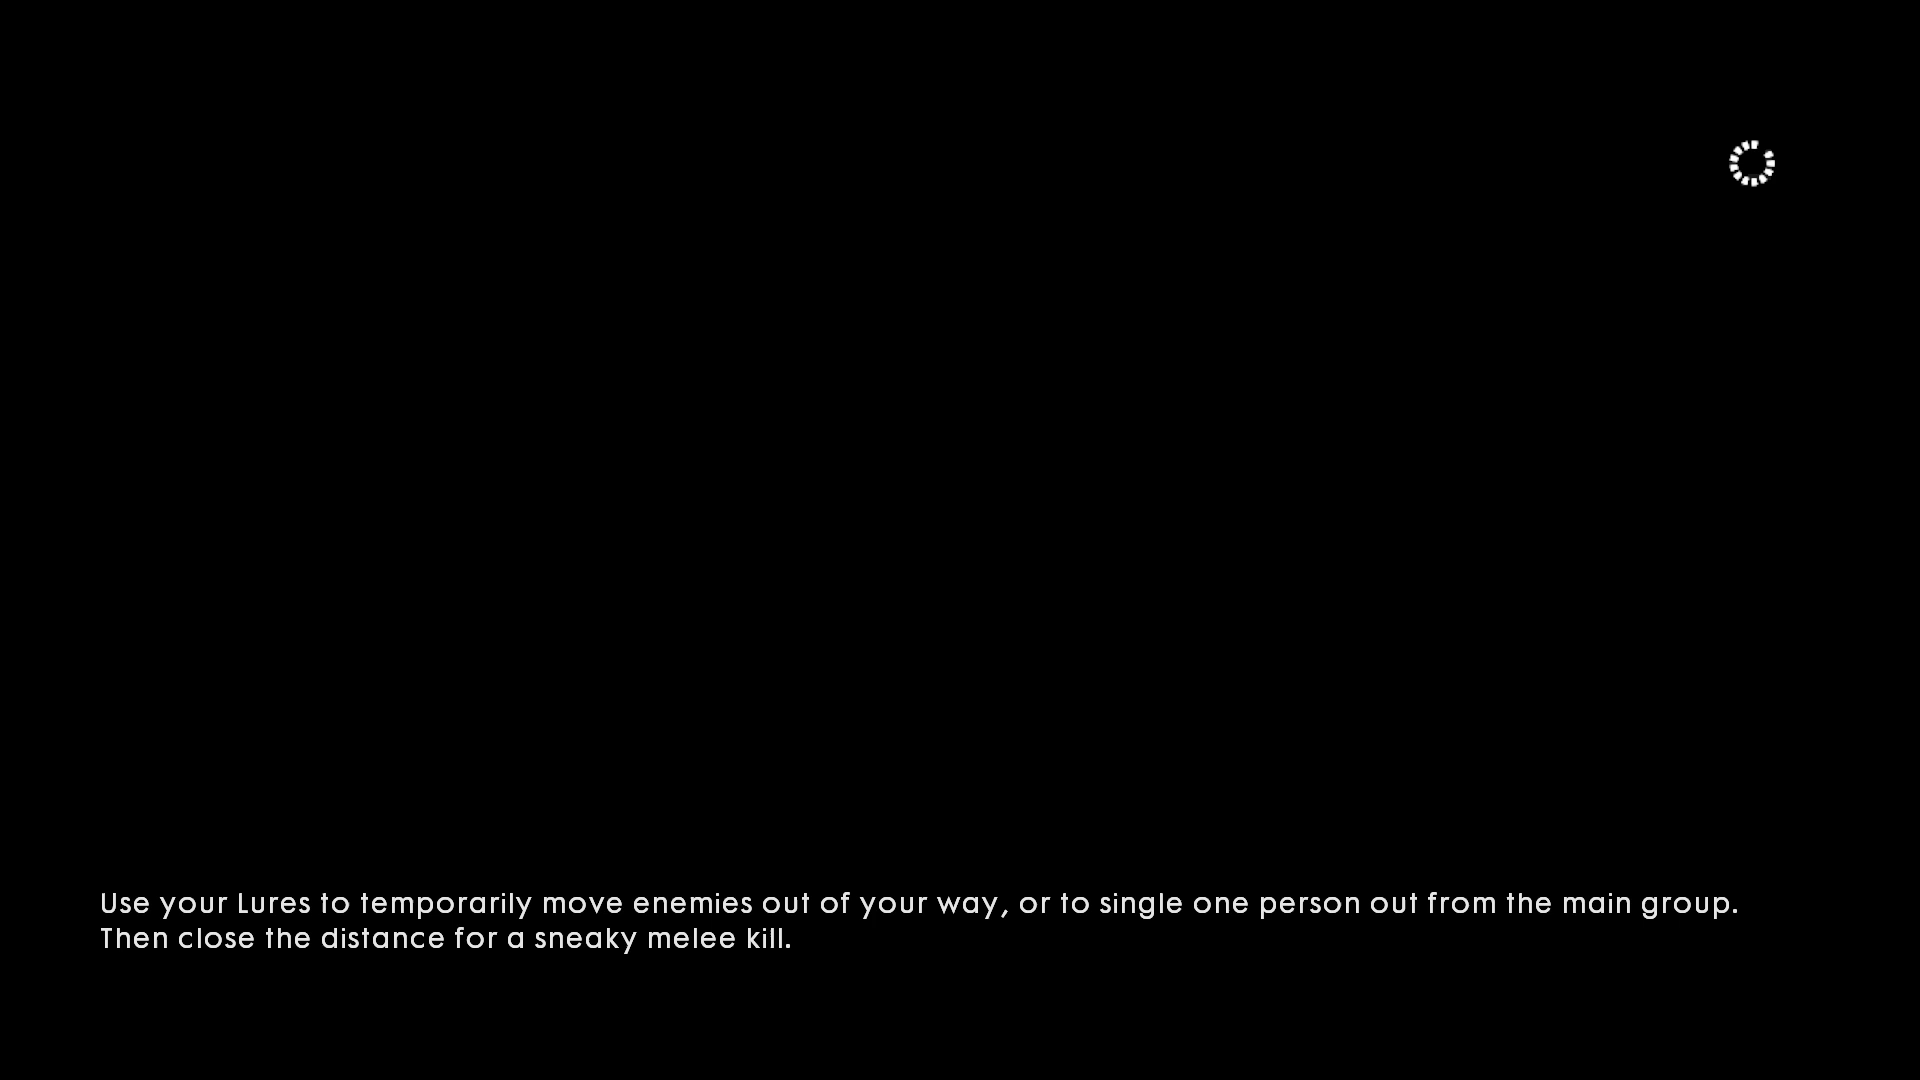 Use your Lures to temporarily move enemies out of your way, or to single one person out from the main group.
Then close the distance for a sneaky melee kill.